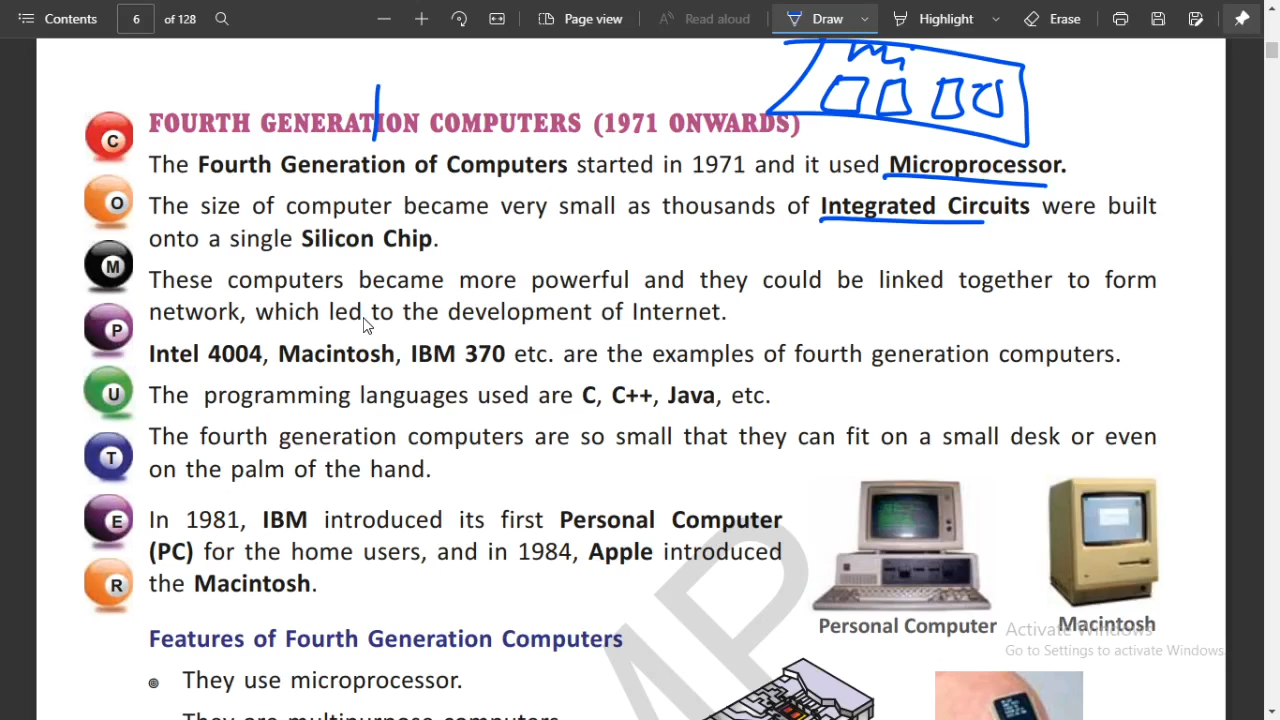 Contents 6 of 128 Page view Read aloud Draw Highlight Erase
FOURTH GENERATION COMPUTERS (1971 ONWARDS)
The Fourth Generation of Computers started in 1971 and it used Microprocessor.
The size of computer became very small as thousands of Integrated Circuits were built
onto a single Silicon Chip.
These computers became more powerful and they could be linked together to form
network, which led to the development of Internet.
Intel 4004, Macintosh, IBM 370 etc. are the examples of fourth generation computers.
The programming languages used are C, C++, Java, etc.
The fourth generation computers are so small that they can fit on a small desk or even
on the palm of the hand.
In 1981, IBM introduced its first Personal Computer
(PC) for the home users, and in 1984, Apple introduced
the Macintosh.
Personal Computer
Macintosh
Features of Fourth Generation Computers
They use microprocessor.
They are multipurpose computers
C
O
M
P
U
T
E
R
Activate Windows
Go to Settings to activate Windows.